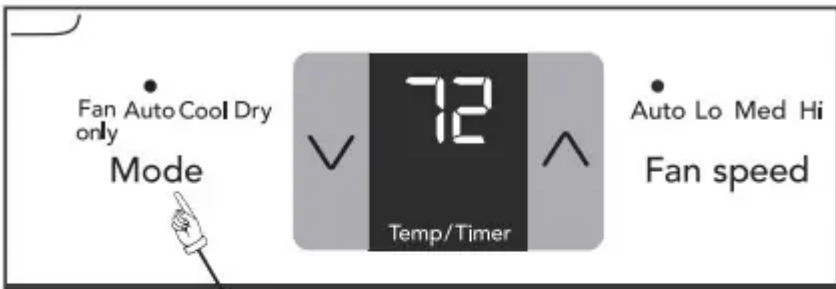 72
Fan Auto Cool Dry
only
Auto Lo Med Hi
Mode
Fan speed
Temp/Timer